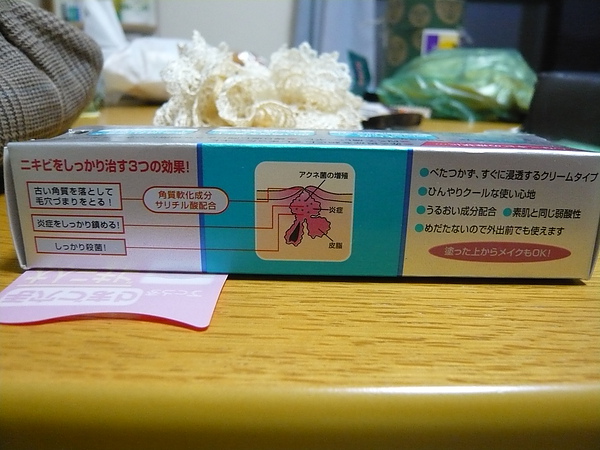 ニキビをしっかり治す3つの効果!
古い角質を落として
毛穴づまりをとる!
炎症をしっかり鎮める!
しっかり殺菌!
角質軟化成分
サリチル酸配合
アクネ菌の増殖
炎症
皮脂
●べたつかず、すぐに浸透するクリームタイプ
●ひんやりクールな使い心地
●うるおい成分配合 ●素肌と同じ弱酸性
●めだたないので外出前でも使えます
塗った上からメイクもOK!